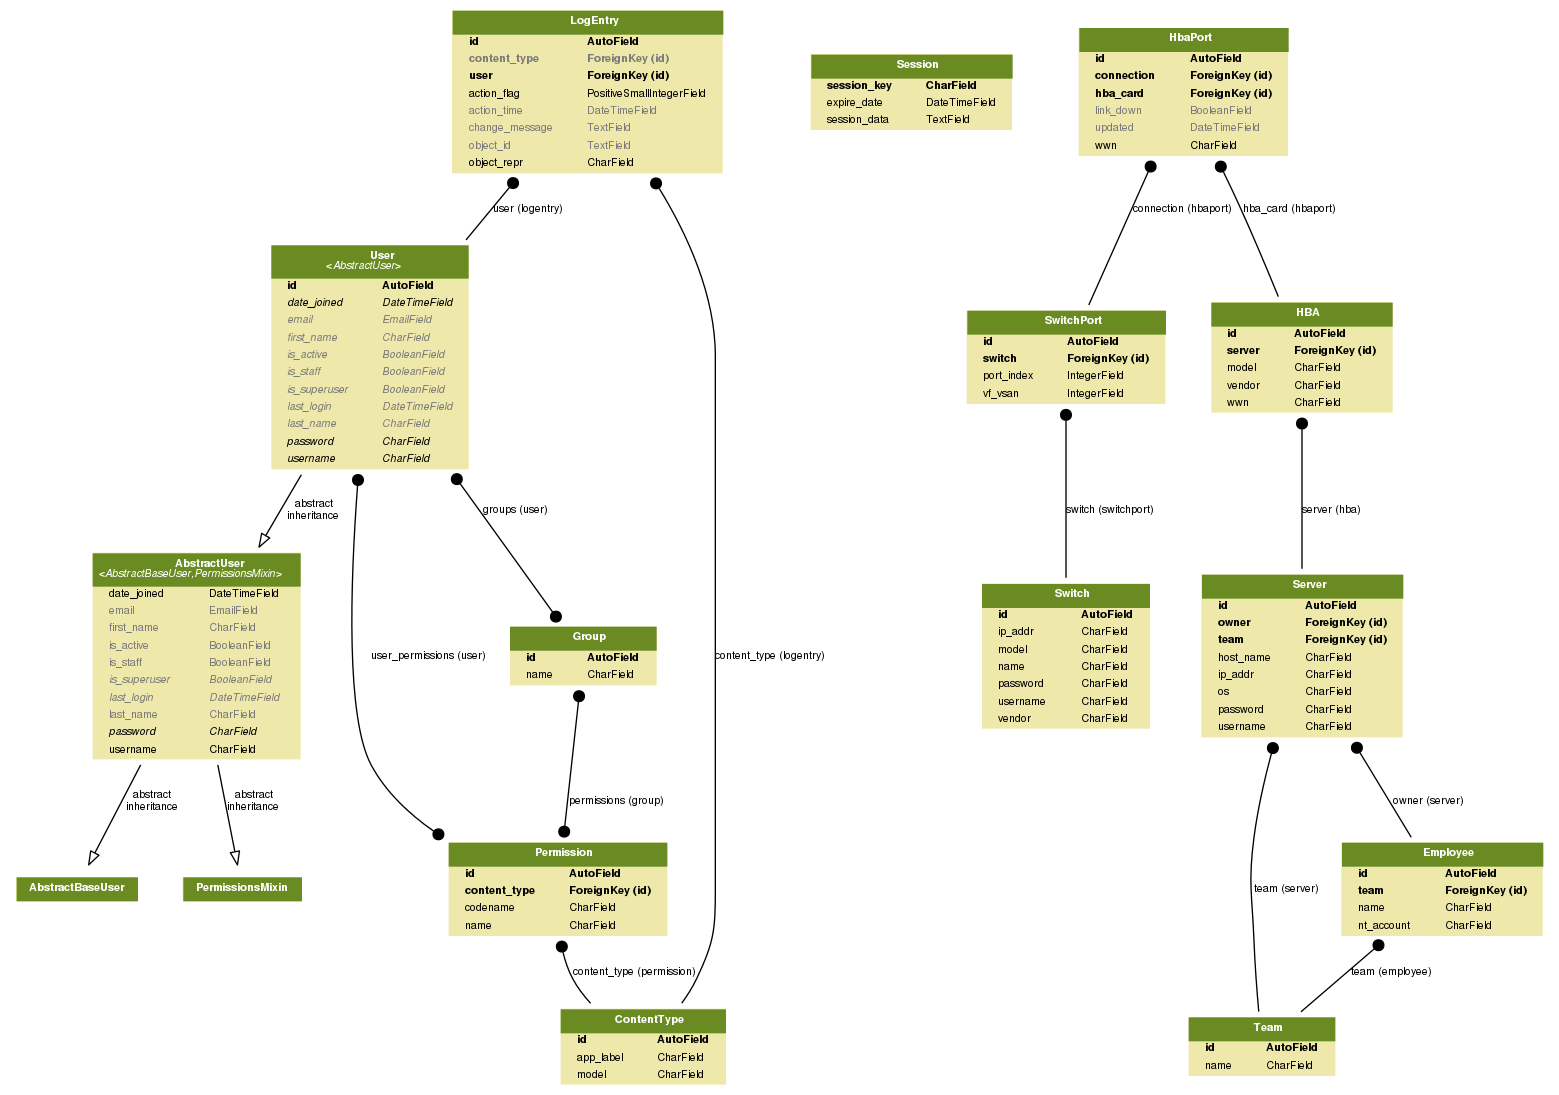 LogEntry
id AutoField
content_type ForeignKey (id)
user ForeignKey (id)
action_flag PositiveSmallIntegerField
action_time DateTimeField
change_message TextField
object_id TextField
object_repr CharField
Session
session_key CharField
expire_date DateTimeField
session_data TextField
HbaPort
id AutoField
connection ForeignKey (id)
hba_card ForeignKey (id)
link_down BooleanField
updated DateTimeField
wwn CharField
user (logentry)
connection (hbaport)
hba_card (hbaport)
User
<AbstractUser>
id AutoField
date_joined DateTimeField
email EmailField
first_name CharField
is_active BooleanField
is_staff BooleanField
is_superuser BooleanField
last_login DateTimeField
last_name CharField
password CharField
username CharField
SwitchPort
id AutoField
switch ForeignKey (id)
port_index IntegerField
vf_vsan IntegerField
HBA
id AutoField
server ForeignKey (id)
model CharField
vendor CharField
wwn CharField
abstract
inheritance
groups (user)
switch (switchport)
server (hba)
AbstractUser
<AbstractBaseUser,PermissionsMixin>
date_joined DateTimeField
email EmailField
first_name CharField
is_active BooleanField
is_staff BooleanField
is_superuser BooleanField
last_login DateTimeField
last_name CharField
password CharField
username CharField
user_permissions (user)
Group
id AutoField
name CharField
content_type (logentry)
Switch
id AutoField
ip_addr CharField
model CharField
name CharField
password CharField
username CharField
vendor CharField
Server
id AutoField
owner ForeignKey (id)
team ForeignKey (id)
host_name CharField
ip_addr CharField
os CharField
password CharField
username CharField
abstract
inheritance
abstract
inheritance
permissions (group)
owner (server)
AbstractBaseUser
PermissionsMixin
Permission
id AutoField
content_type ForeignKey (id)
codename CharField
name CharField
team (server)
Employee
id AutoField
team ForeignKey (id)
name CharField
nt_account CharField
content_type (permission)
team (employee)
ContentType
id AutoField
app_label CharField
model CharField
Team
id AutoField
name CharField